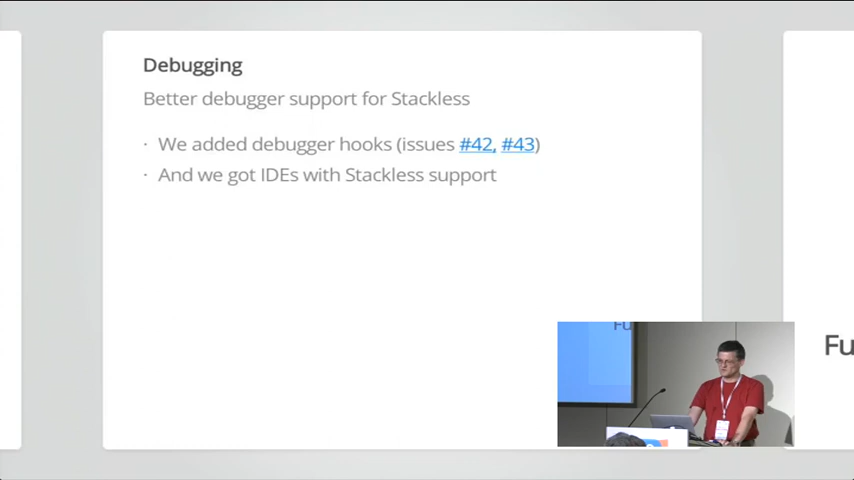 Debugging
Better debugger support for Stackless
· We added debugger hooks (issues #42, #43)
· And we got IDEs with Stackless support
Fu
Fu